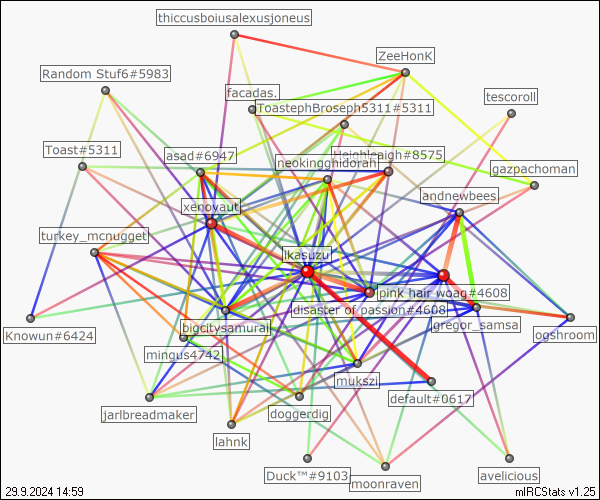 thiccusboiusalexusjoneus
ZeeHonK
Random Stuf6#5983
facadas.
tescoroll
ToastephBroseph5311#5311
Toast#5311
asad#6947
neokingghidorah
#8575
gazpachoman
andnewbees
xenovaut
turkey_mcnugget
ikasuzu
pink hair woag#4608
disaster of passion#4608
Knowun#6424
bigcitysamurai
gregor_samsa
ogshroom
mingus4742
mukszi
default#0617
jarlbreadmaker
doggerdig
lahnk
Duck™#9103
moonraven
avelicious
29.9.2024 14:59
mIRCStats v1.25